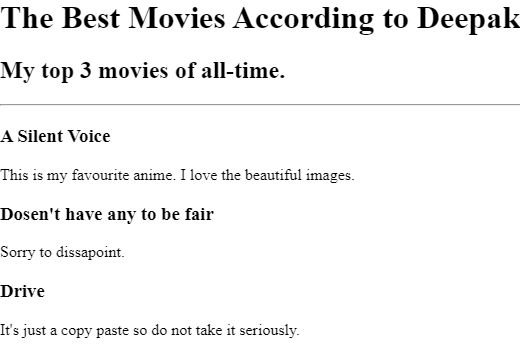 The Best Movies According to Deepak
My top 3 movies of all-time.
A Silent Voice
This is my favourite anime. I love the beautiful images.
Dosen't have any to be fair
Sorry to dissapoint.
Drive
It's just a copy paste so do not take it seriously.